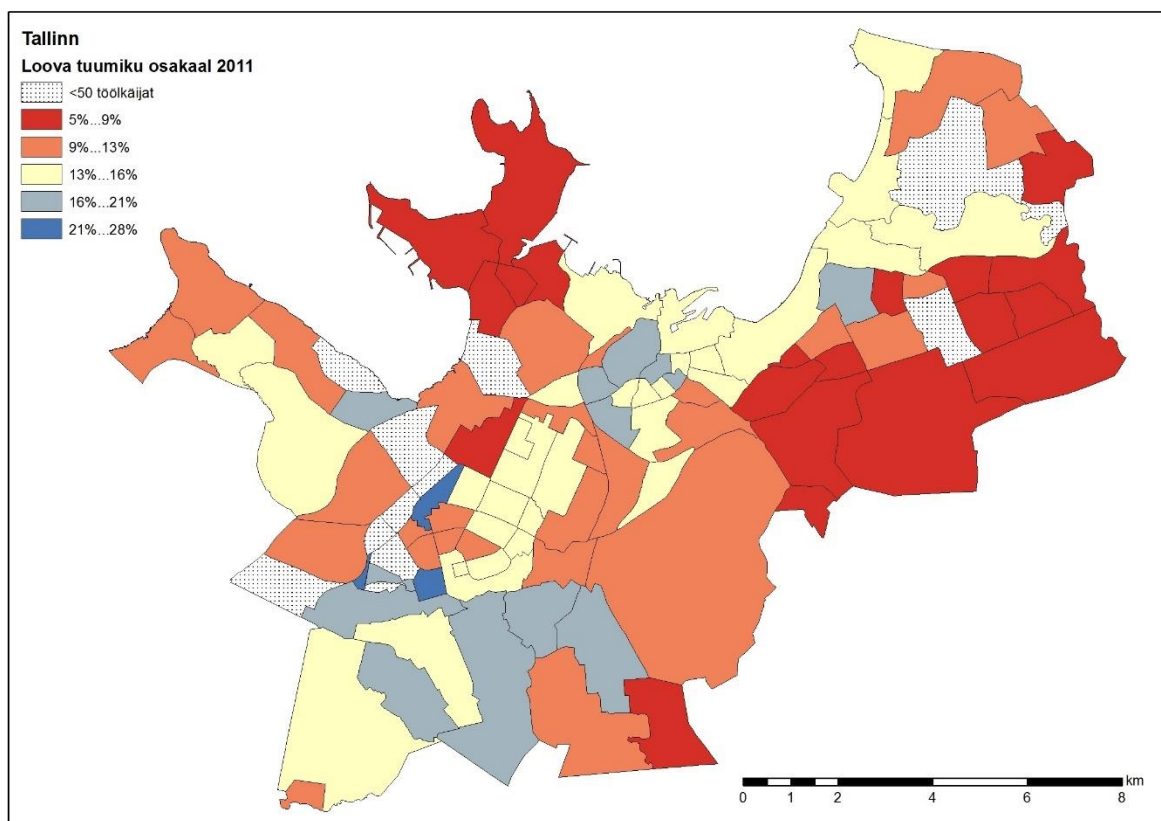 Tallinn
Loova tuumiku osakaal 2011
<50 töölkäijat
5%...9%
9%...13%
13%...16%
16%...21%
21%...28%
km
0 1 2 4 6 8